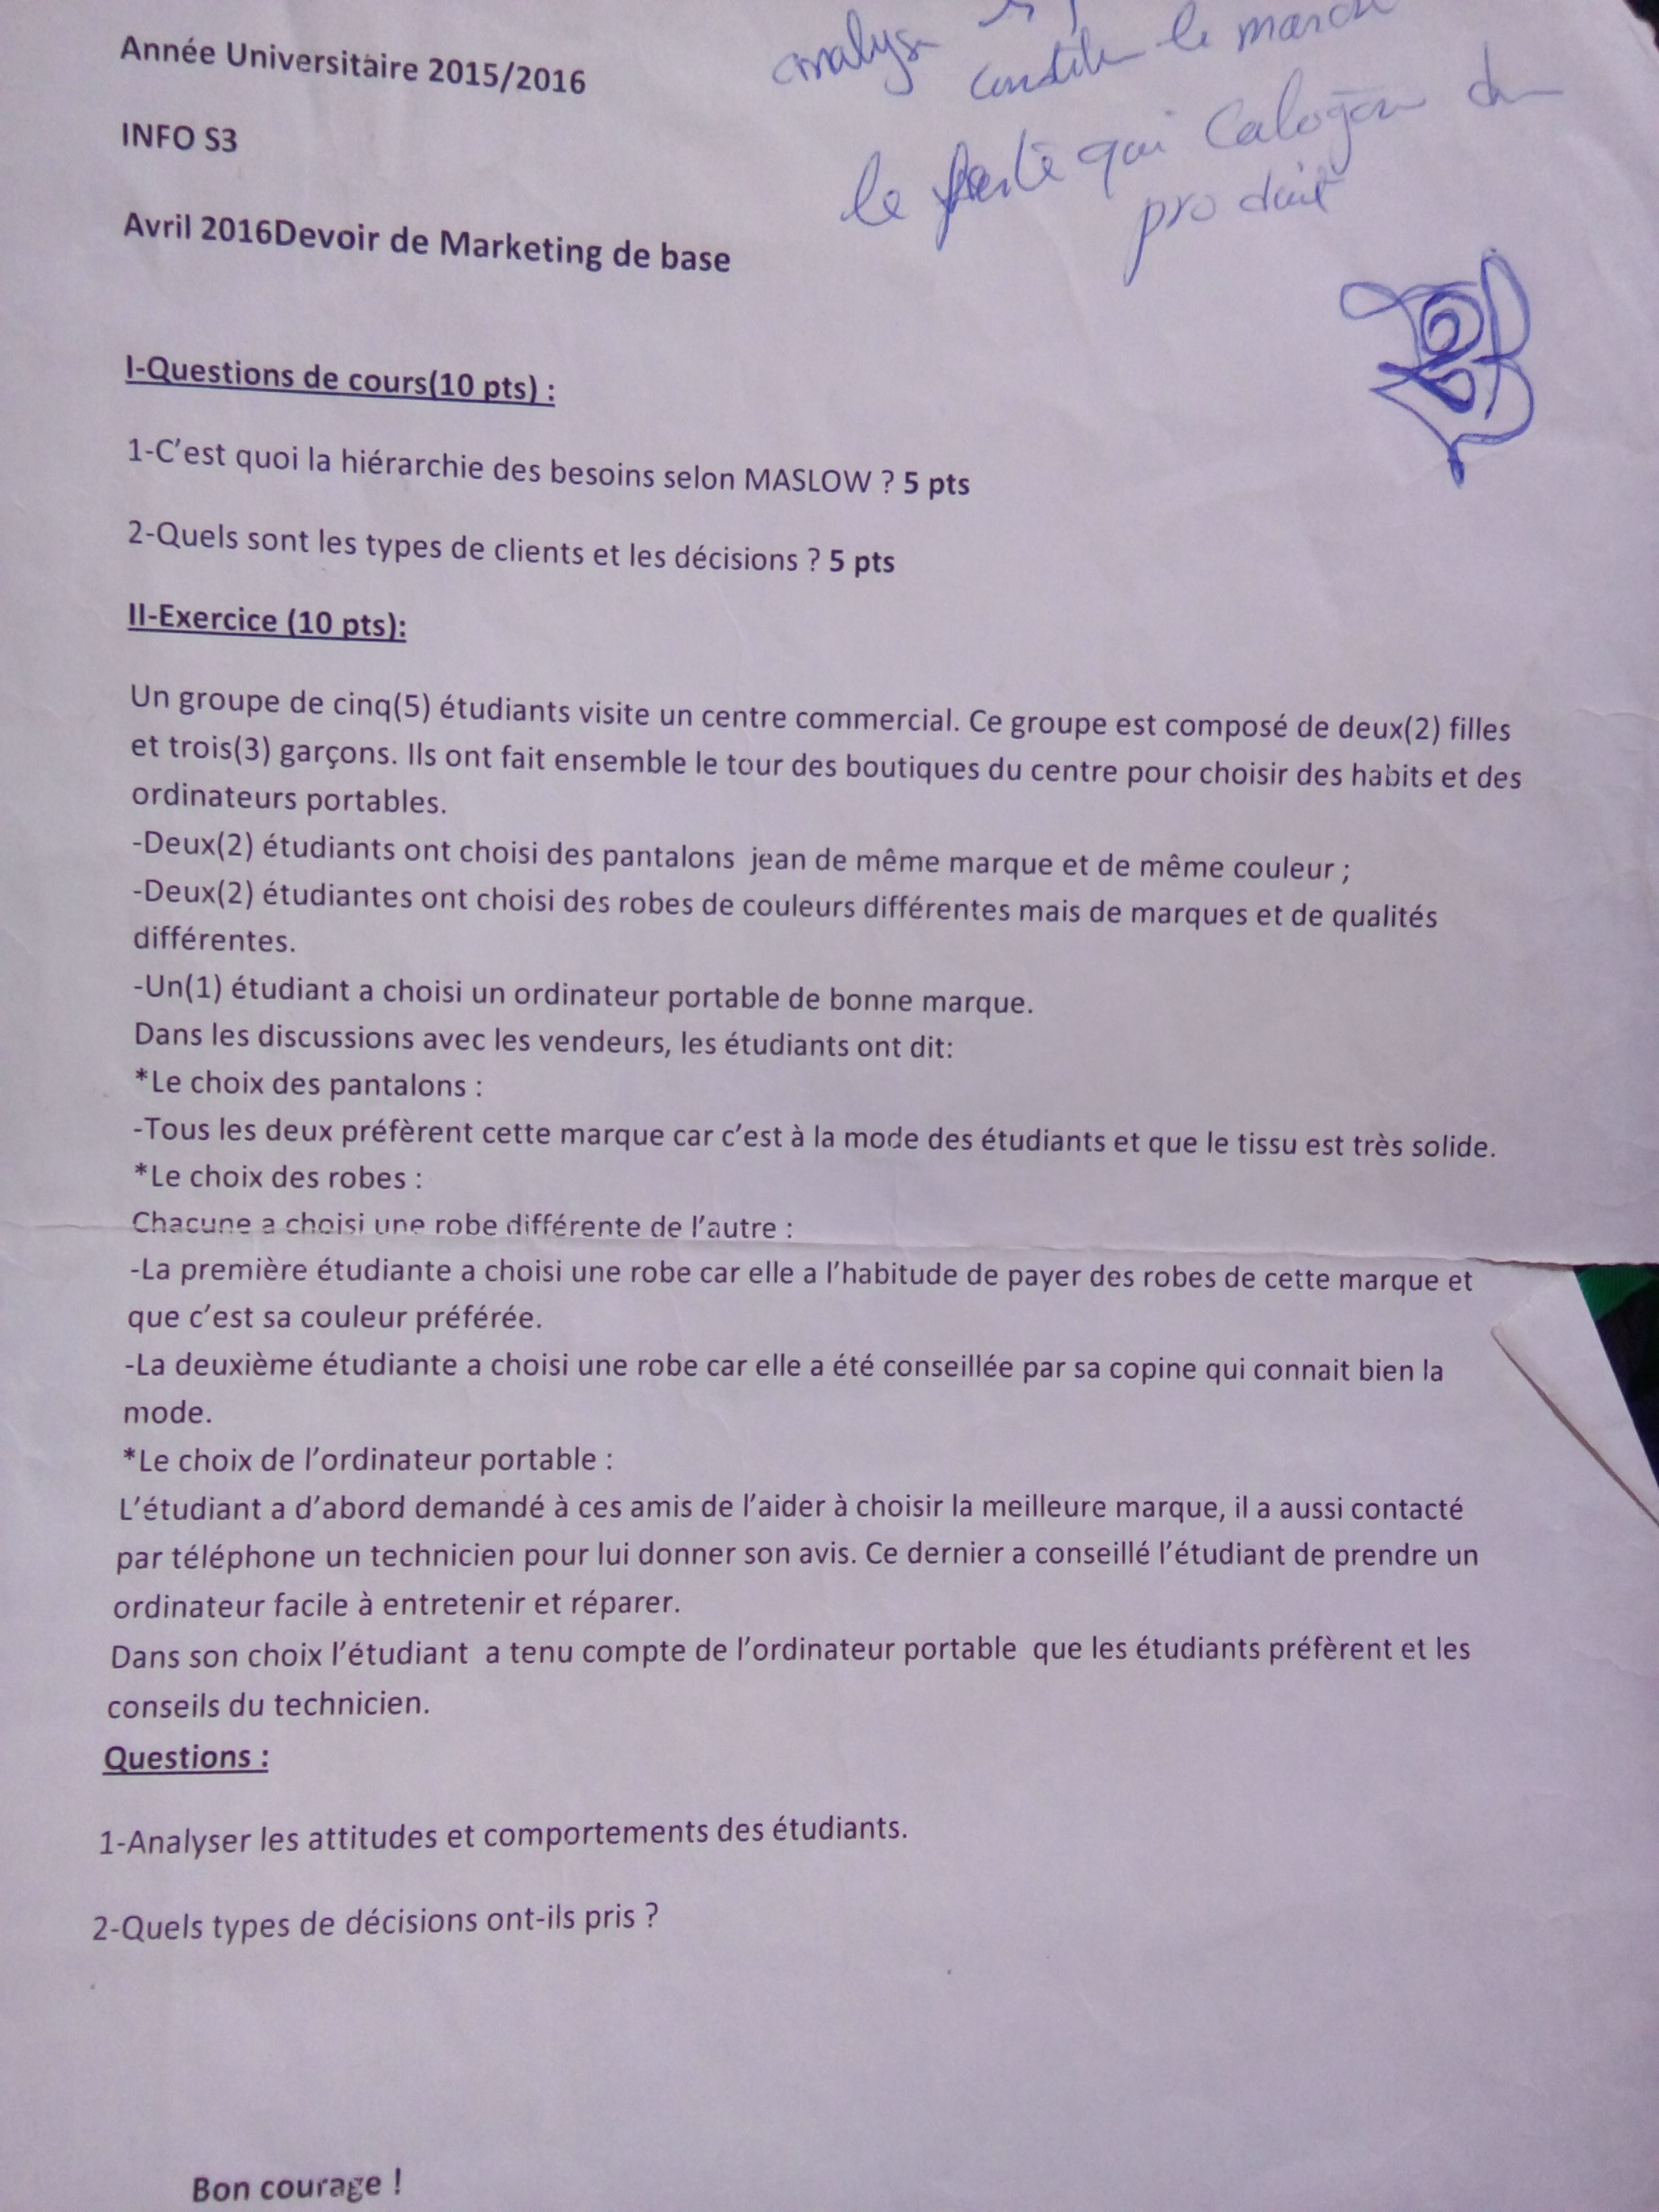 Année Universitaire 2015/2016
le
le qui
produit
INFO S3
Avril 2016Devoir de Marketing de base
I-Questions de cours(10 pts) :
1-C’est quoi la hiérarchie des besoins selon MASLOW ? 5 pts
2-Quels sont les types de clients et les décisions ? 5 pts
II-Exercice (10 pts):
Un groupe de cinq(5) étudiants visite un centre commercial. Ce groupe est composé de deux(2) filles
et trois(3) garçons. Ils ont fait ensemble le tour des boutiques du centre pour choisir des habits et des
ordinateurs portables.
-Deux(2) étudiants ont choisi des pantalons jean de même marque et de même couleur ;
-Deux(2) étudiantes ont choisi des robes de couleurs différentes mais de marques et de qualités
différentes.
-Un(1) étudiant a choisi un ordinateur portable de bonne marque.
Dans les discussions avec les vendeurs, les étudiants ont dit:
*Le choix des pantalons :
-Tous les deux préfèrent cette marque car c’est à la mode des étudiants et que le tissu est très solide.
*Le choix des robes :
Chacune a choisi une robe différente de l’autre :
-La première étudiante a choisi une robe car elle a l’habitude de payer des robes de cette marque et
que c’est sa couleur préférée.
-La deuxième étudiante a choisi une robe car elle a été conseillée par sa copine qui connait bien la
mode.
*Le choix de l’ordinateur portable :
L’étudiant a d’abord demandé à ces amis de l’aider à choisir la meilleure marque, il a aussi contacté
par téléphone un technicien pour lui donner son avis. Ce dernier a conseillé l’étudiant de prendre un
ordinateur facile à entretenir et réparer.
Dans son choix l’étudiant a tenu compte de l’ordinateur portable que les étudiants préfèrent et les
conseils du technicien.
Questions :
1-Analyser les attitudes et comportements des étudiants.
2-Quels types de décisions ont-ils pris ?
Bon courage !